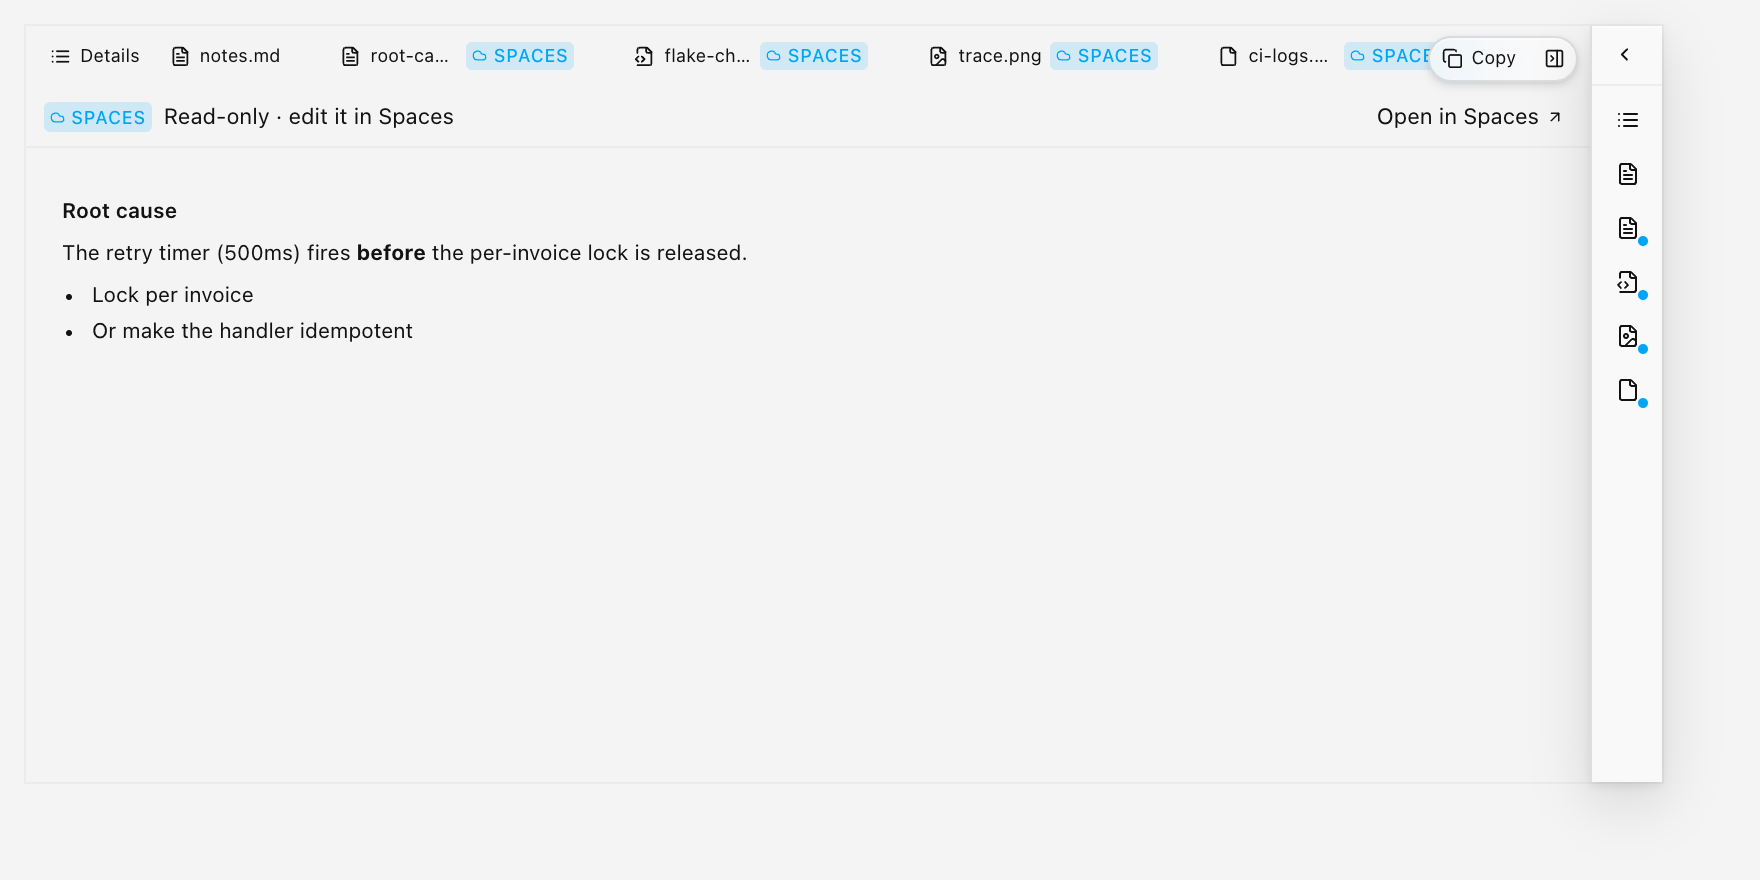 Details notes.md root-ca... SPACES flake-ch... SPACES trace.png SPACES ci-logs.... SPACE Copy
SPACES Read-only · edit it in Spaces Open in Spaces ↗
Root cause
The retry timer (500ms) fires before the per-invoice lock is released.
• Lock per invoice
• Or make the handler idempotent